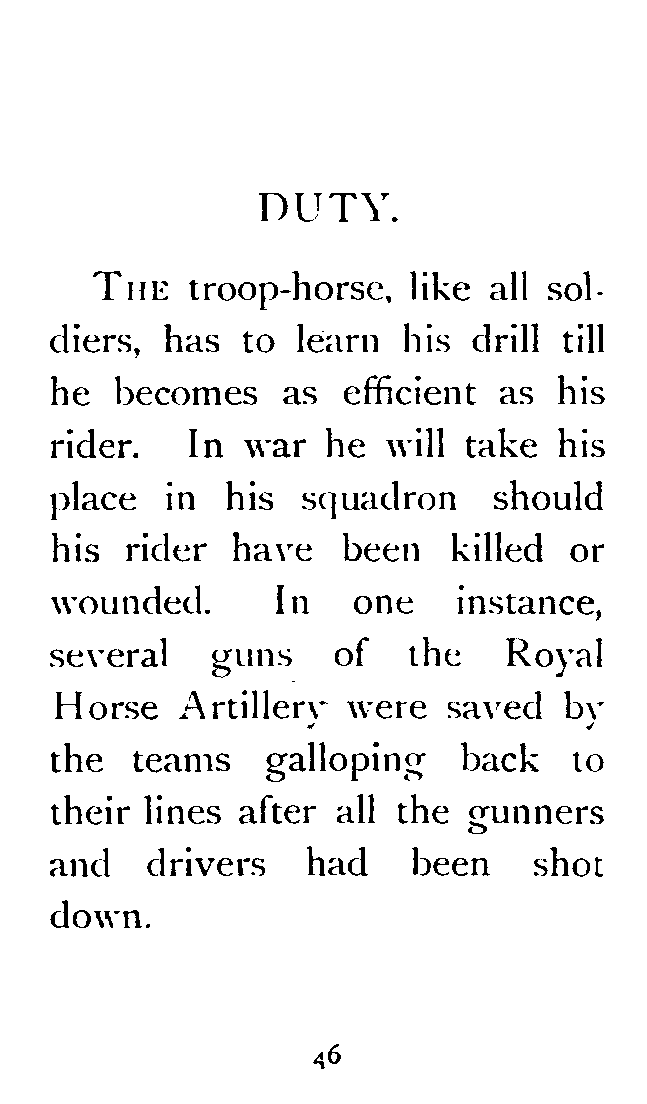 DUTY.
THE troop-horse, like all sol-
diers, has to learn his drill till
he becomes as efficient as his
rider. In war he will take his
place in his squadron should
his rider have been killed or
wounded. In one instance,
several guns of the Royal
Horse Artillery were saved by
the teams galloping back to
their lines after all the gunners
and drivers had been shot
down.
46